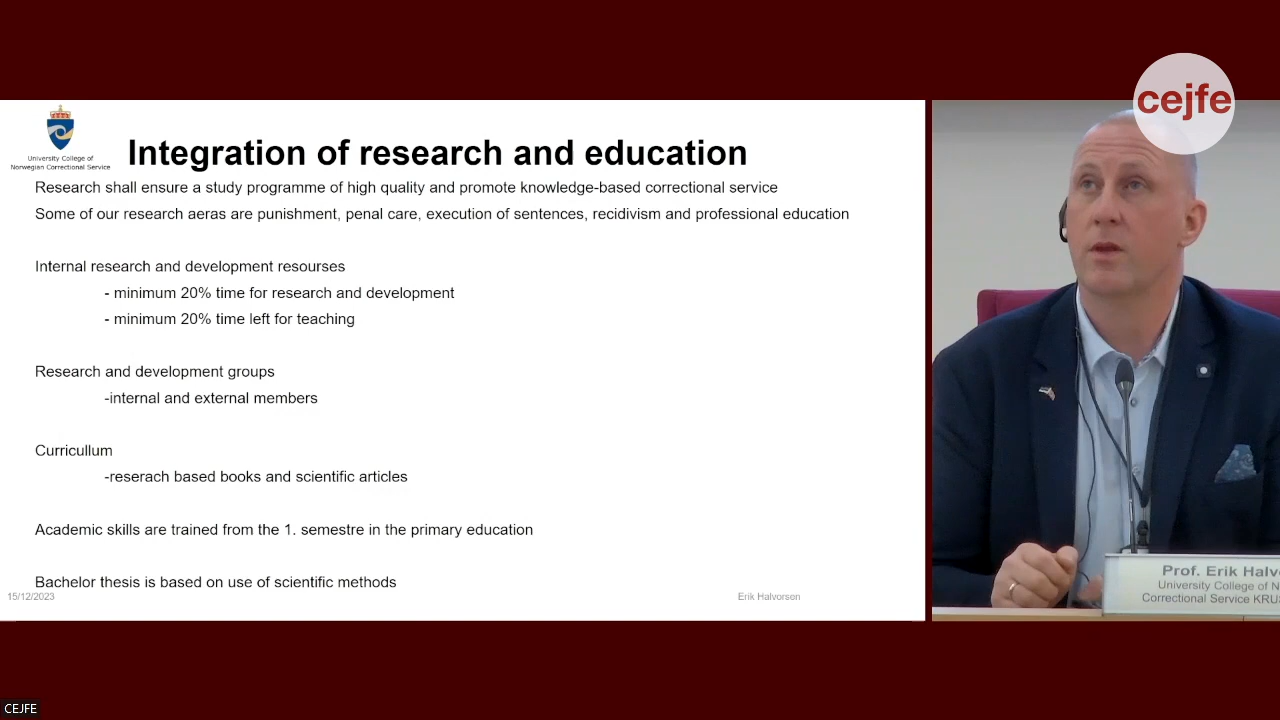 cejfe
University College of
Norwegian Correctional Service
Integration of research and education
Research shall ensure a study programme of high quality and promote knowledge-based correctional service
Some of our research aeras are punishment, penal care, execution of sentences, recidivism and professional education
Internal research and development resourses
- minimum 20% time for research and development
- minimum 20% time left for teaching
Research and development groups
-internal and external members
Curricullum
-reserach based books and scientific articles
Academic skills are trained from the 1. semestre in the primary education
Bachelor thesis is based on use of scientific methods
15/12/2023
Erik Halvorsen
Prof. Erik Halv
University College of N
Correctional Service KRU
CEJFE